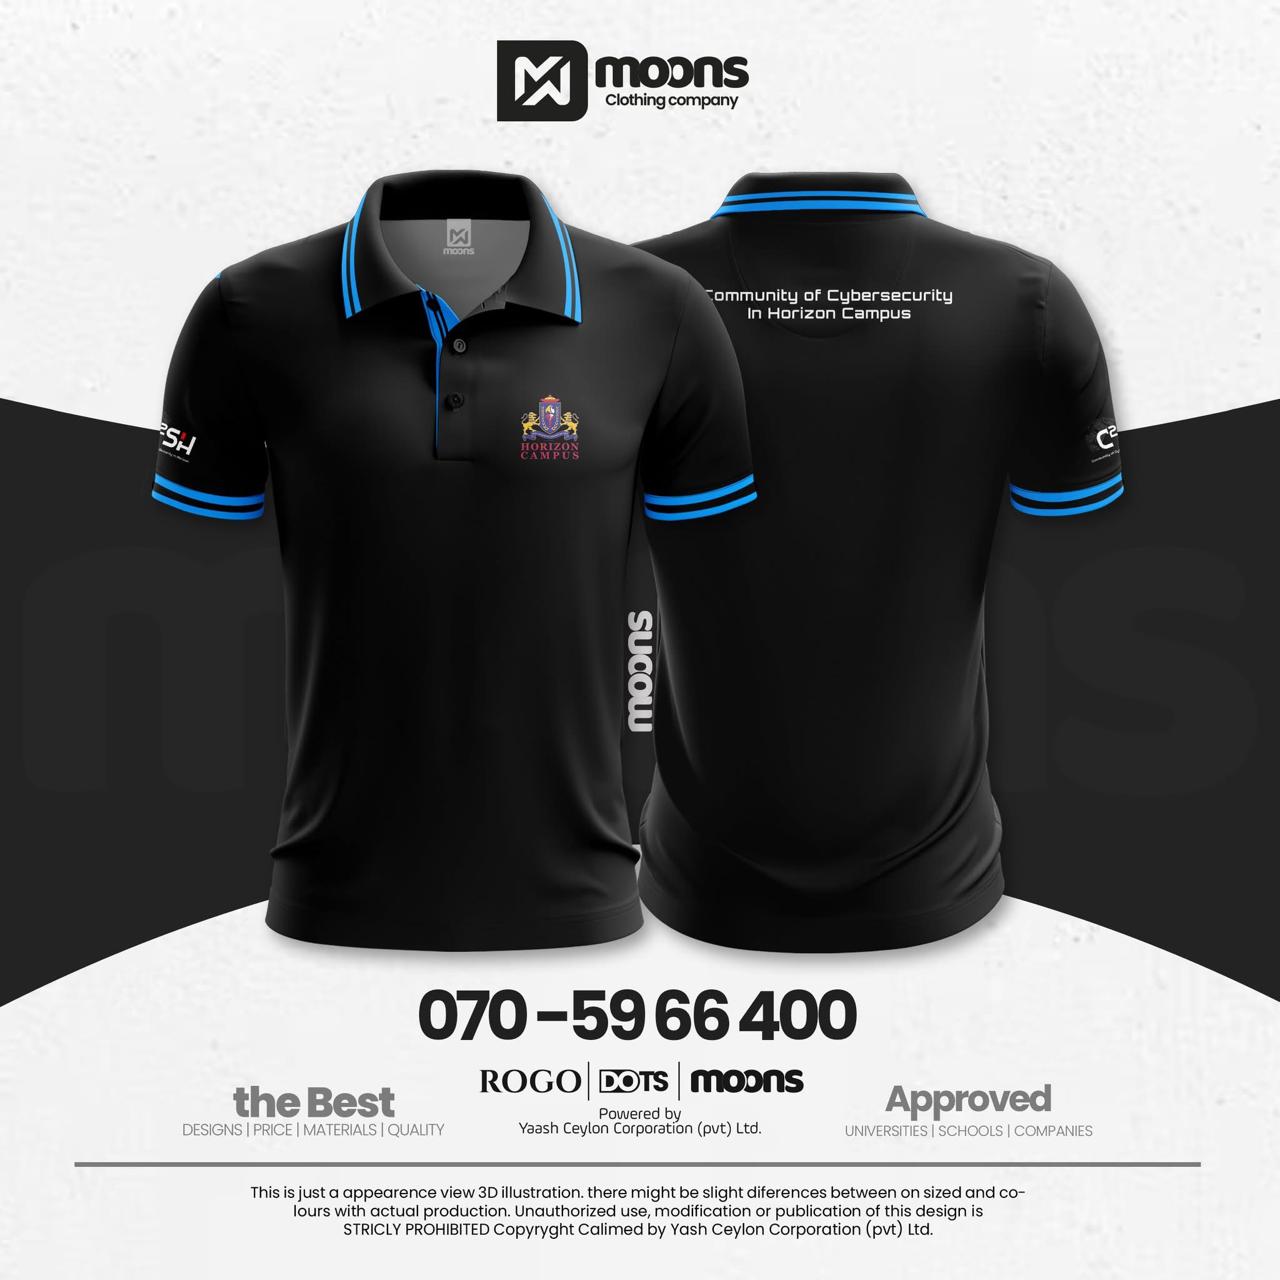 moons
Clothing company
moons
Community of Cybersecurity
In Horizon Campus
HORIZON
CAMPUS
moons
070-59 66 400
ROGO | DOTS | moons
Powered by
Yaash Ceylon Corporation (pvt) Ltd.
the Best
DESIGNS | PRICE | MATERIALS | QUALITY
Approved
UNIVERSITIES | SCHOOLS | COMPANIES
This is just a appearence view 3D illustration. there might be slight diferences between on sized and co-
lours with actual production. Unauthorized use, modification or publication of this design is
STRICLY PROHIBITED Copyryght Calimed by Yash Ceylon Corporation (pvt) Ltd.